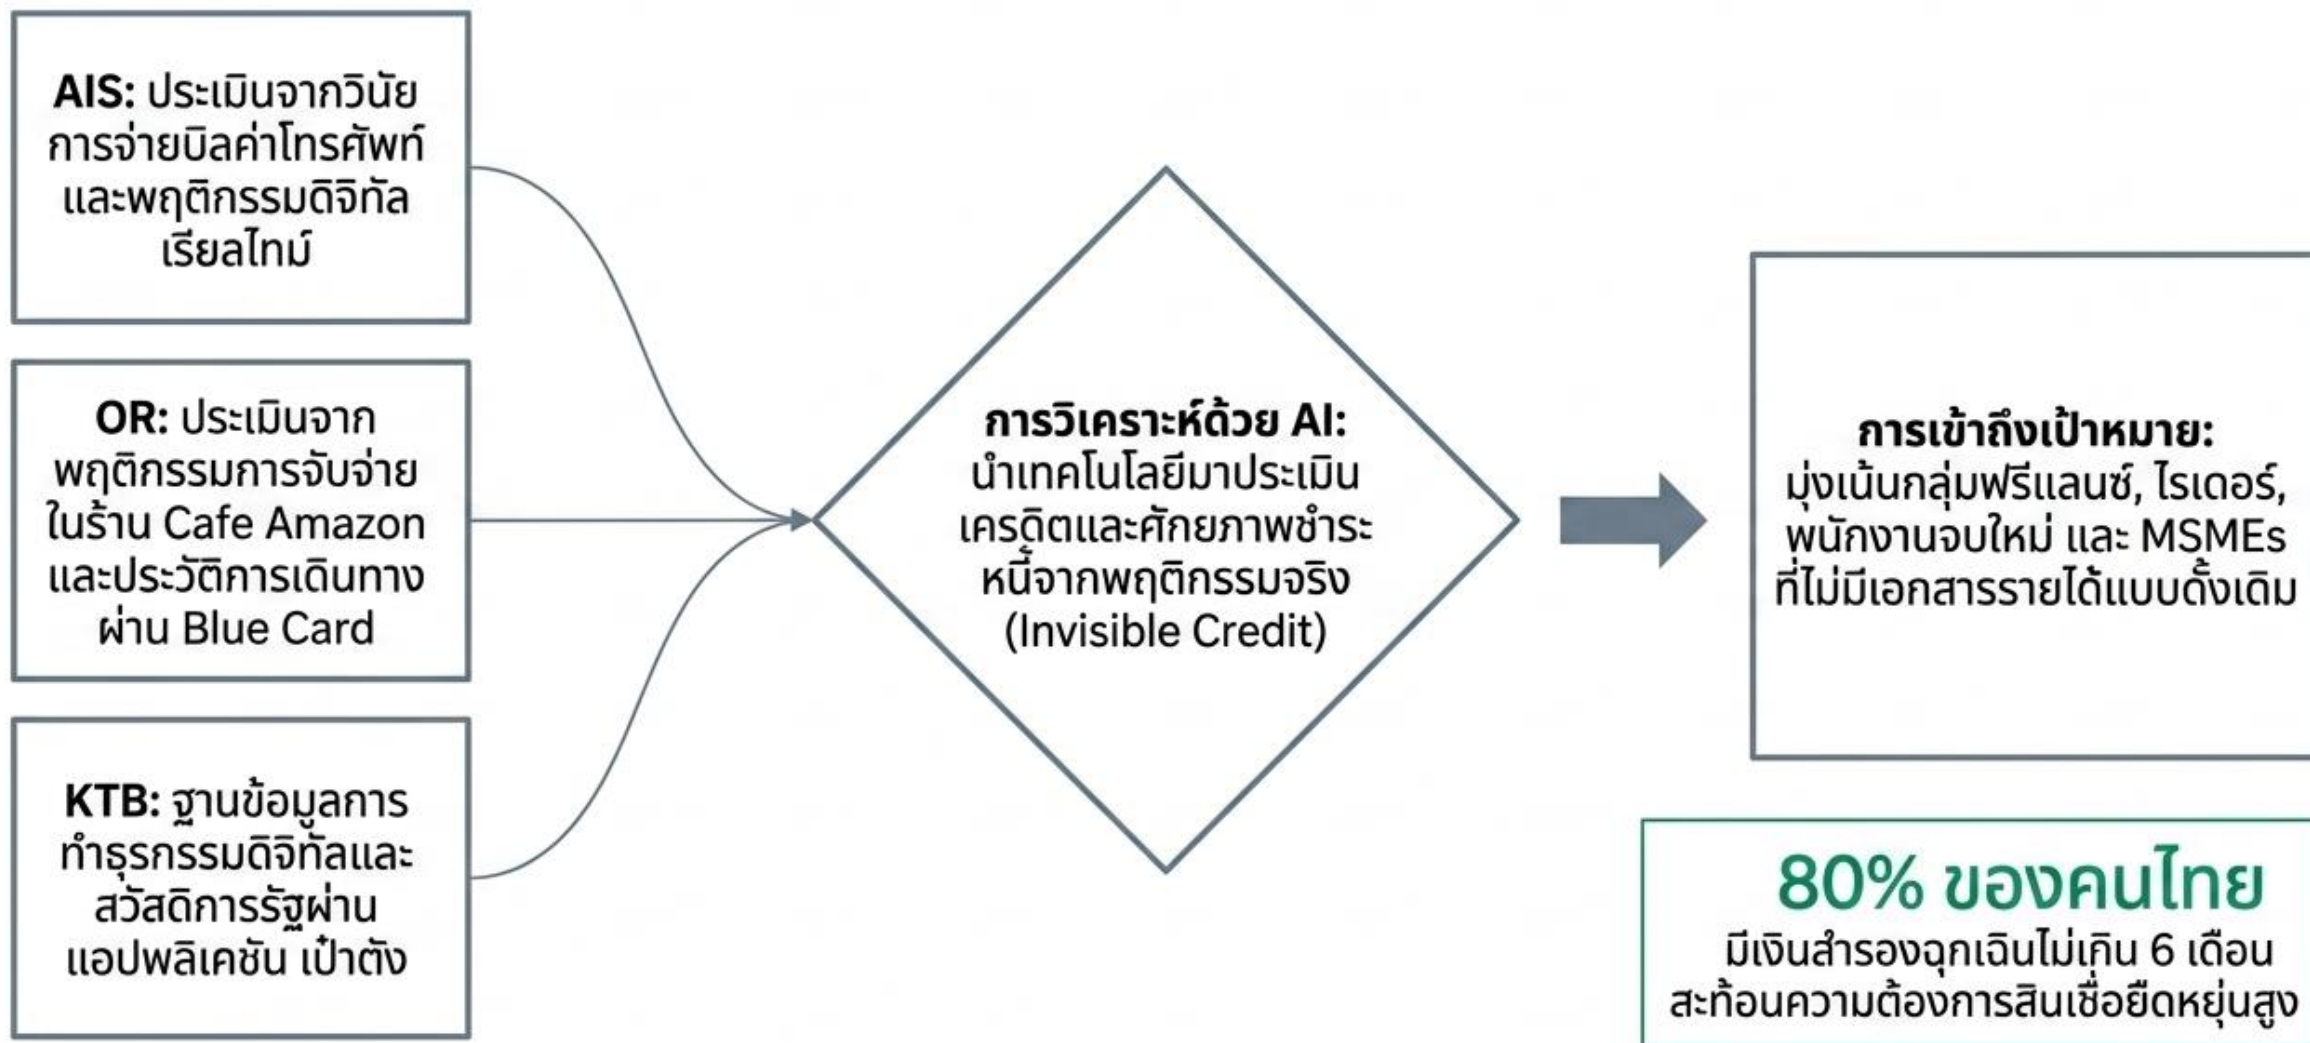 AIS: ประเมินจากวินัย
การจ่ายบิลค่าโทรศัพท์
และพฤติกรรมดิจิทัล
เรียลไทม์
OR: ประเมินจาก
พฤติกรรมการจับจ่าย
ในร้าน Cafe Amazon
และประวัติการเดินทาง
ผ่าน Blue Card
KTB: ฐานข้อมูลการ
ทำธุรกรรมดิจิทัลและ
สวัสดิการรัฐผ่าน
แอปพลิเคชัน เป๋าตัง
การวิเคราะห์ด้วย AI:
นำเทคโนโลยีมาประเมิน
เครดิตและศักยภาพชำระ
หนี้จากพฤติกรรมจริง
(Invisible Credit)
การเข้าถึงเป้าหมาย:
มุ่งเน้นกลุ่มฟรีแลนซ์, ไรเดอร์,
พนักงานจบใหม่ และ MSMEs
ที่ไม่มีเอกสารรายได้แบบดั้งเดิม
80% ของคนไทย
มีเงินสำรองฉุกเฉินไม่เกิน 6 เดือน
สะท้อนความต้องการสินเชื่อยืดหยุ่นสูง